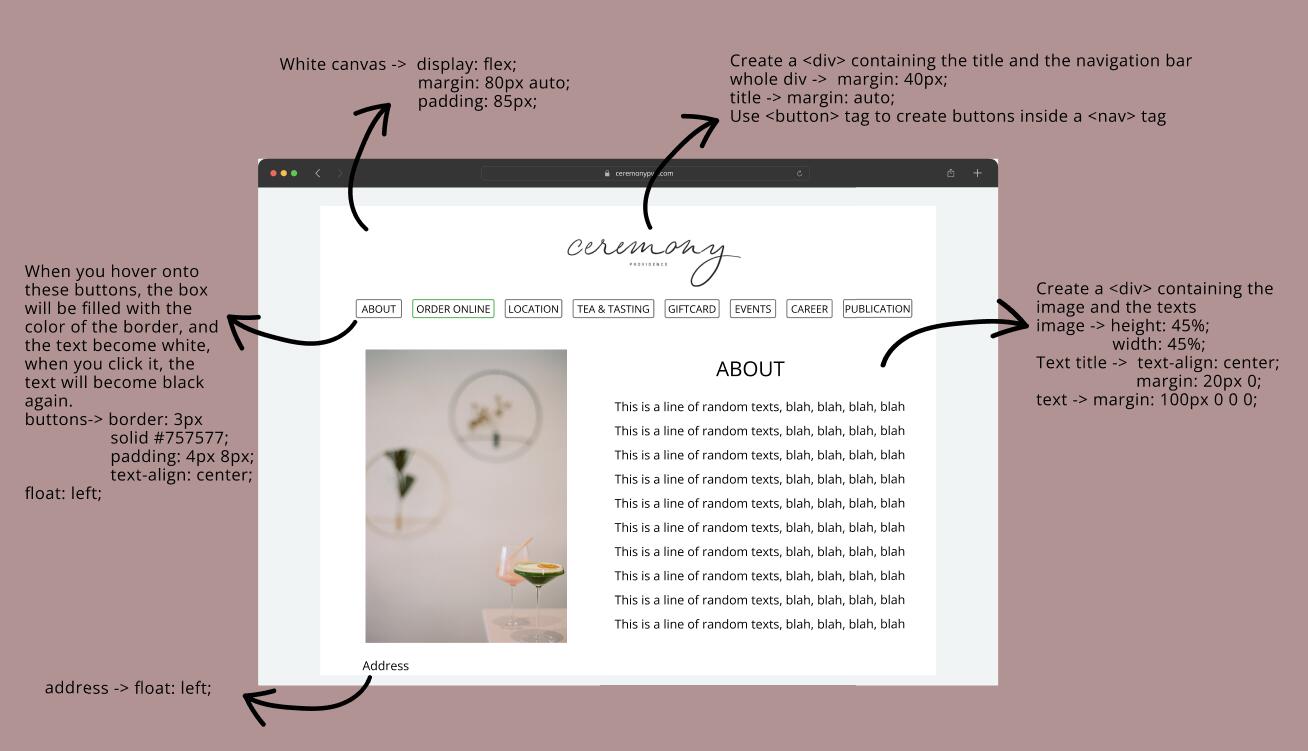 White canvas -> display: flex;
margin: 80px auto;
padding: 85px;
Create a <div> containing the title and the navigation bar
whole div -> margin: 40px;
title -> margin: auto;
Use <button> tag to create buttons inside a <nav> tag
ceremonypvd.com
ceremony
PROVIDENCE
When you hover onto
these buttons, the box
will be filled with the
color of the border, and
the text become white,
when you click it, the
text will become black
again.
buttons-> border: 3px
solid #757577;
padding: 4px 8px;
text-align: center;
float: left;
ABOUT ORDER ONLINE LOCATION TEA & TASTING GIFTCARD EVENTS CAREER PUBLICATION
Create a <div> containing the
image and the texts
image -> height: 45%;
width: 45%;
Text title -> text-align: center;
margin: 20px 0;
text -> margin: 100px 0 0 0;
ABOUT
This is a line of random texts, blah, blah, blah, blah
This is a line of random texts, blah, blah, blah, blah
This is a line of random texts, blah, blah, blah, blah
This is a line of random texts, blah, blah, blah, blah
This is a line of random texts, blah, blah, blah, blah
This is a line of random texts, blah, blah, blah, blah
This is a line of random texts, blah, blah, blah, blah
This is a line of random texts, blah, blah, blah, blah
This is a line of random texts, blah, blah, blah, blah
This is a line of random texts, blah, blah, blah, blah
Address
address -> float: left;